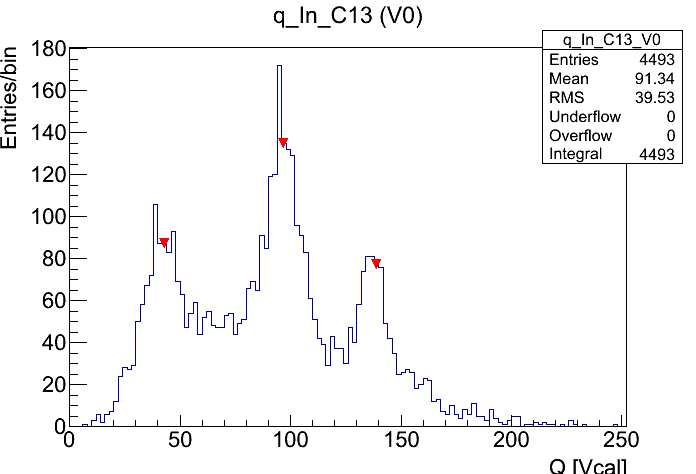 q_In_C13 (V0)
q_In_C13_V0
Entries 4493
Mean 91.34
RMS 39.53
Underflow 0
Overflow 0
Integral 4493
Entries/bin
180
160
140
120
100
80
60
40
20
0
0 50 100 150 200 250
Q [Vcal]